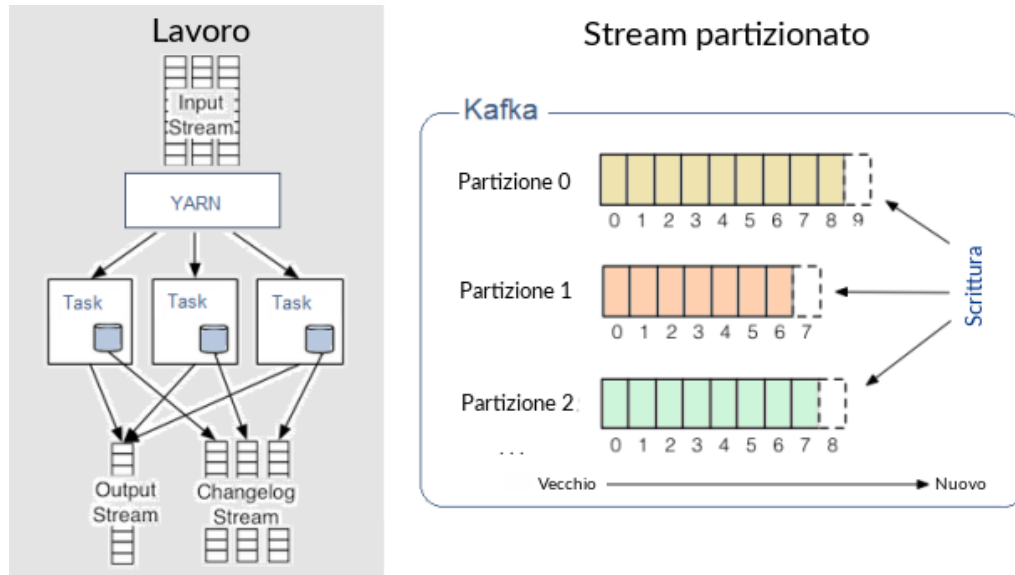 Lavoro
Input
Stream
YARN
Task
Task
Task
Output
Stream
Changelog
Stream
Stream partizionato
Kafka
Partizione 0
0 1 2 3 4 5 6 7 8 9
Partizione 1
0 1 2 3 4 5 6 7
Partizione 2
0 1 2 3 4 5 6 7 8
...
Scrittura
Vecchio
Nuovo